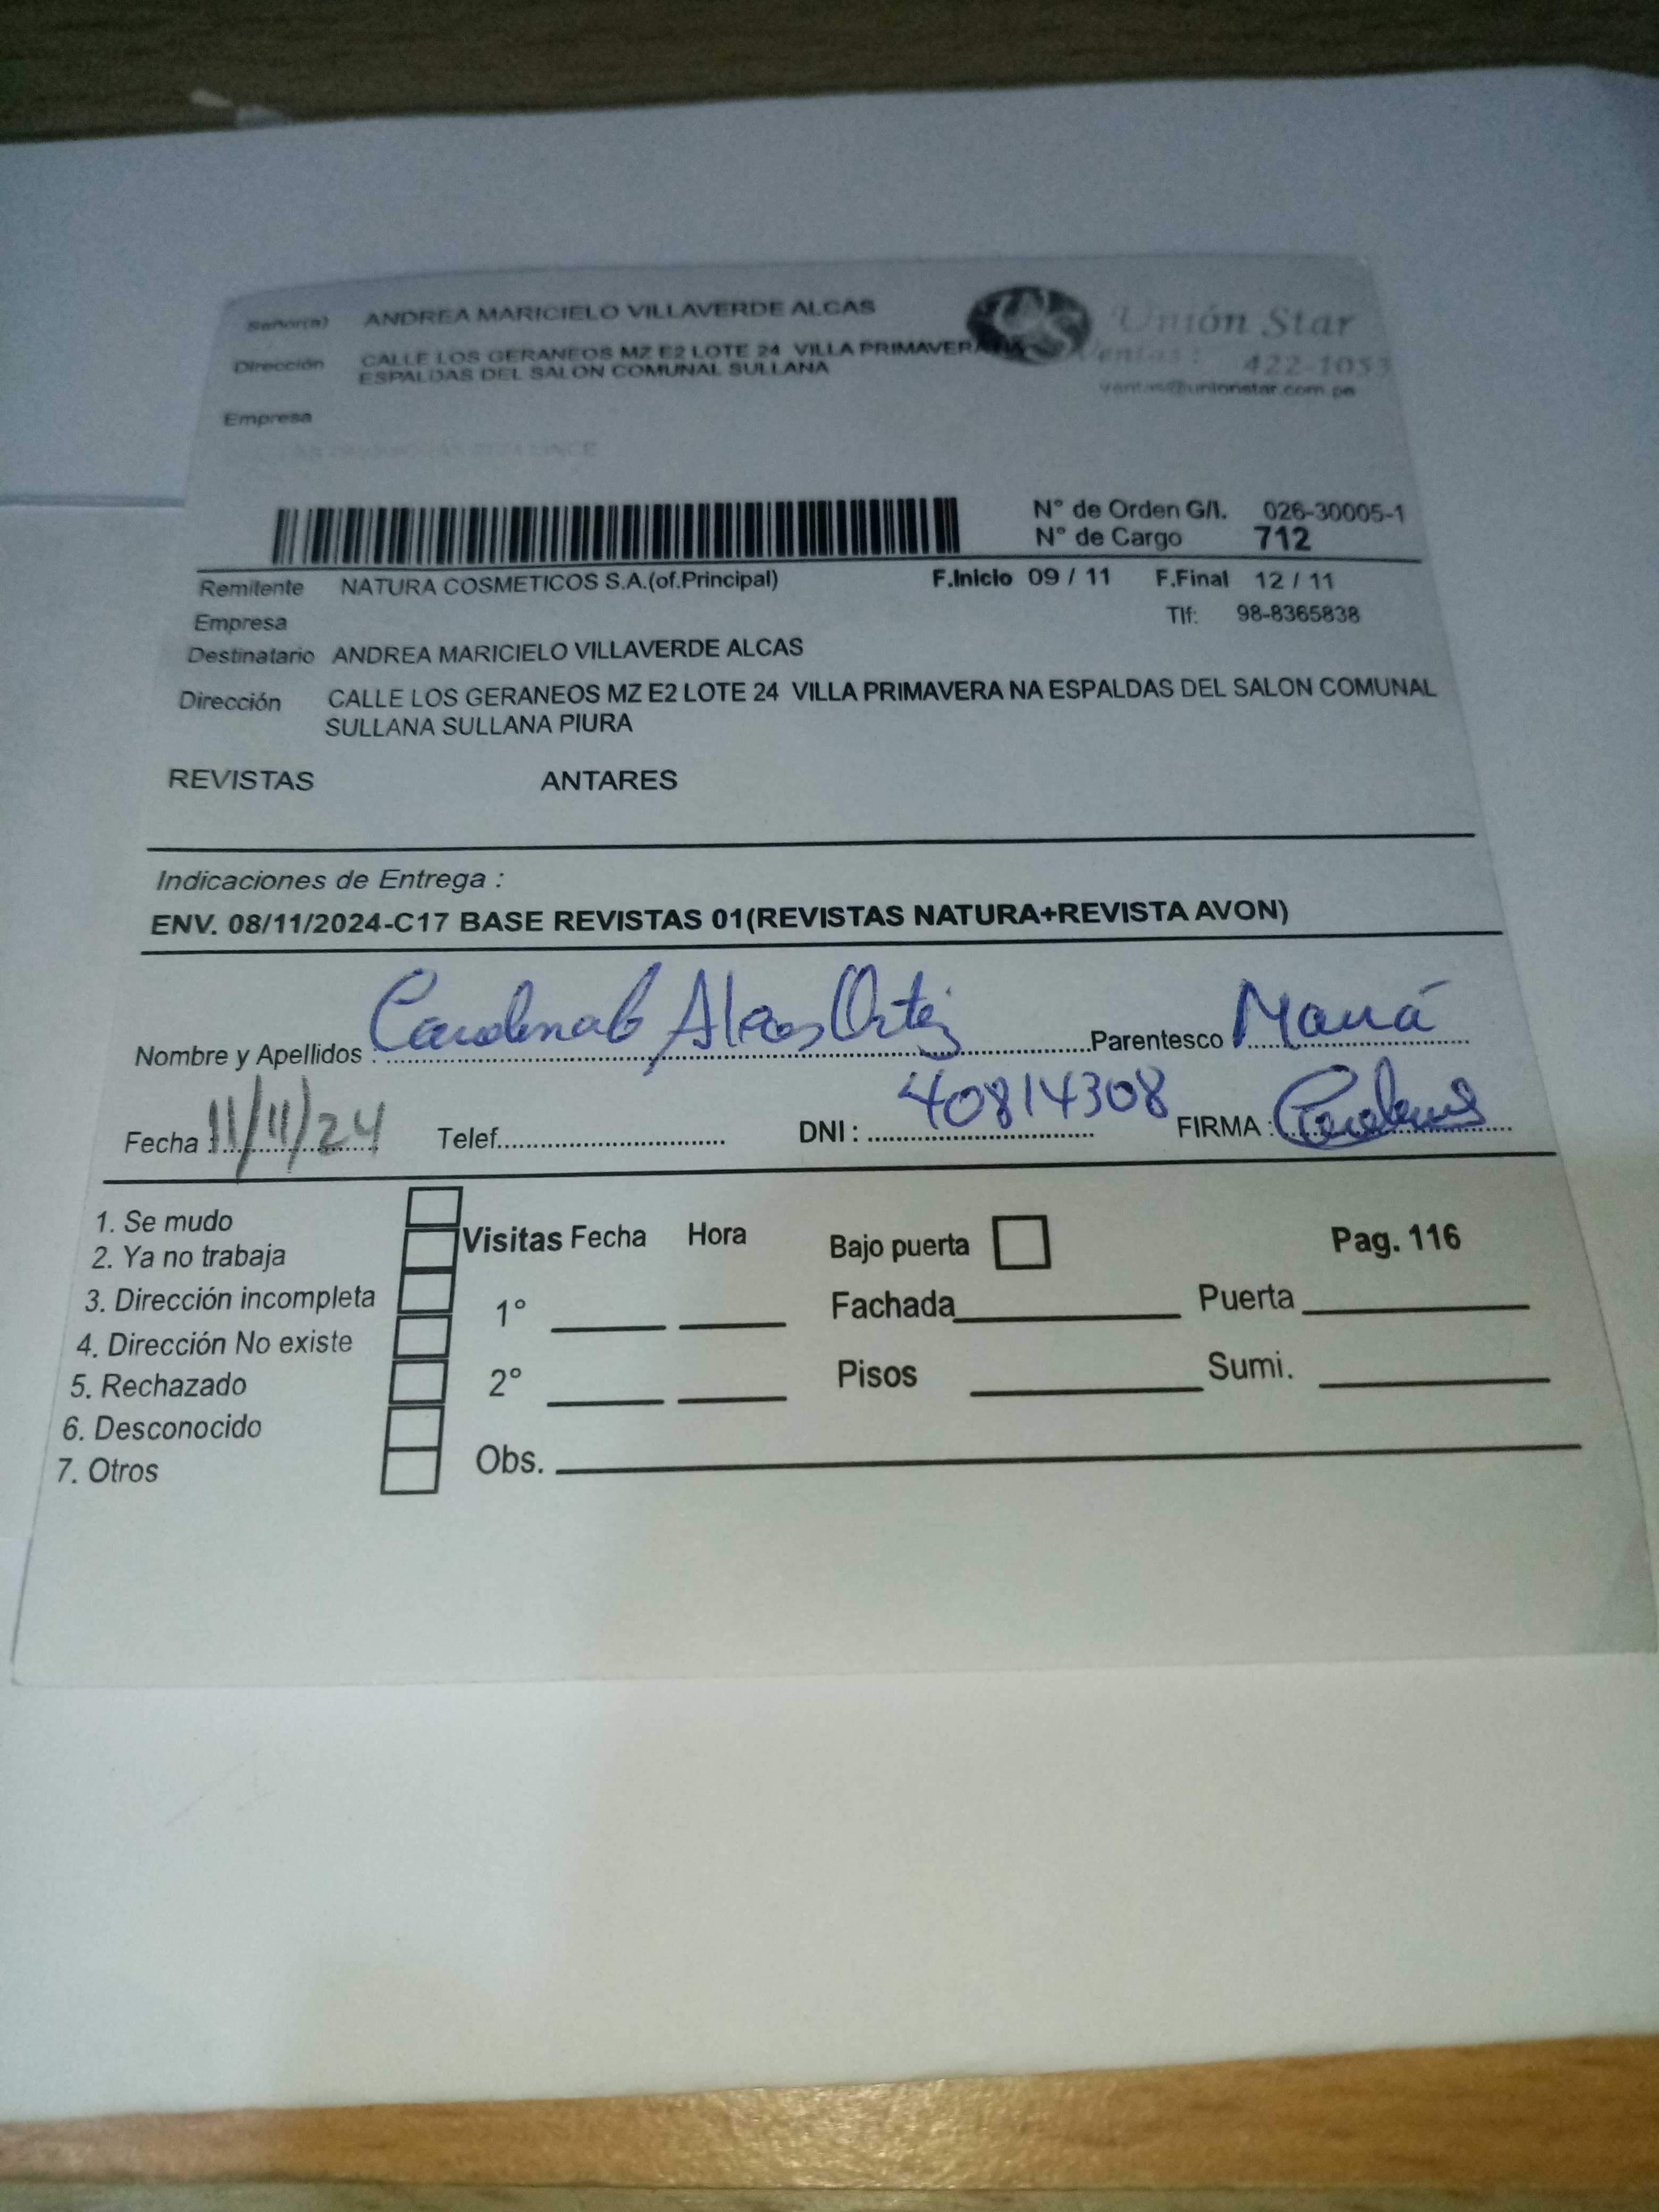 Señor(a) ANDREA MARICIELO VILLAVERDE ALCAS
Unión Star
Dirección CALLE LOS GERANEOS MZ E2 LOTE 24 VILLA PRIMAVERA
ESPALDAS DEL SALON COMUNAL SULLANA
Ventas : 422-1053
ventas@unionstar.com.pe
Empresa
N° de Orden G/I. 026-30005-1
N° de Cargo 712
Remitente NATURA COSMETICOS S.A.(of.Principal) F.Inicio 09 / 11 F.Final 12 / 11
Empresa Tlf: 98-8365838
Destinatario ANDREA MARICIELO VILLAVERDE ALCAS
Dirección CALLE LOS GERANEOS MZ E2 LOTE 24 VILLA PRIMAVERA NA ESPALDAS DEL SALON COMUNAL
SULLANA SULLANA PIURA
REVISTAS ANTARES
Indicaciones de Entrega :
ENV. 08/11/2024-C17 BASE REVISTAS 01(REVISTAS NATURA+REVISTA AVON)
Nombre y Apellidos : Alcas Ortiz Parentesco Mamá
Fecha : 11/11/24 Telef. DNI : 40814308 FIRMA :
1. Se mudo
2. Ya no trabaja
3. Dirección incompleta
4. Dirección No existe
5. Rechazado
6. Desconocido
7. Otros
Visitas Fecha Hora
1°
2°
Obs.
Bajo puerta Pag. 116
Fachada Puerta
Pisos Sumi.